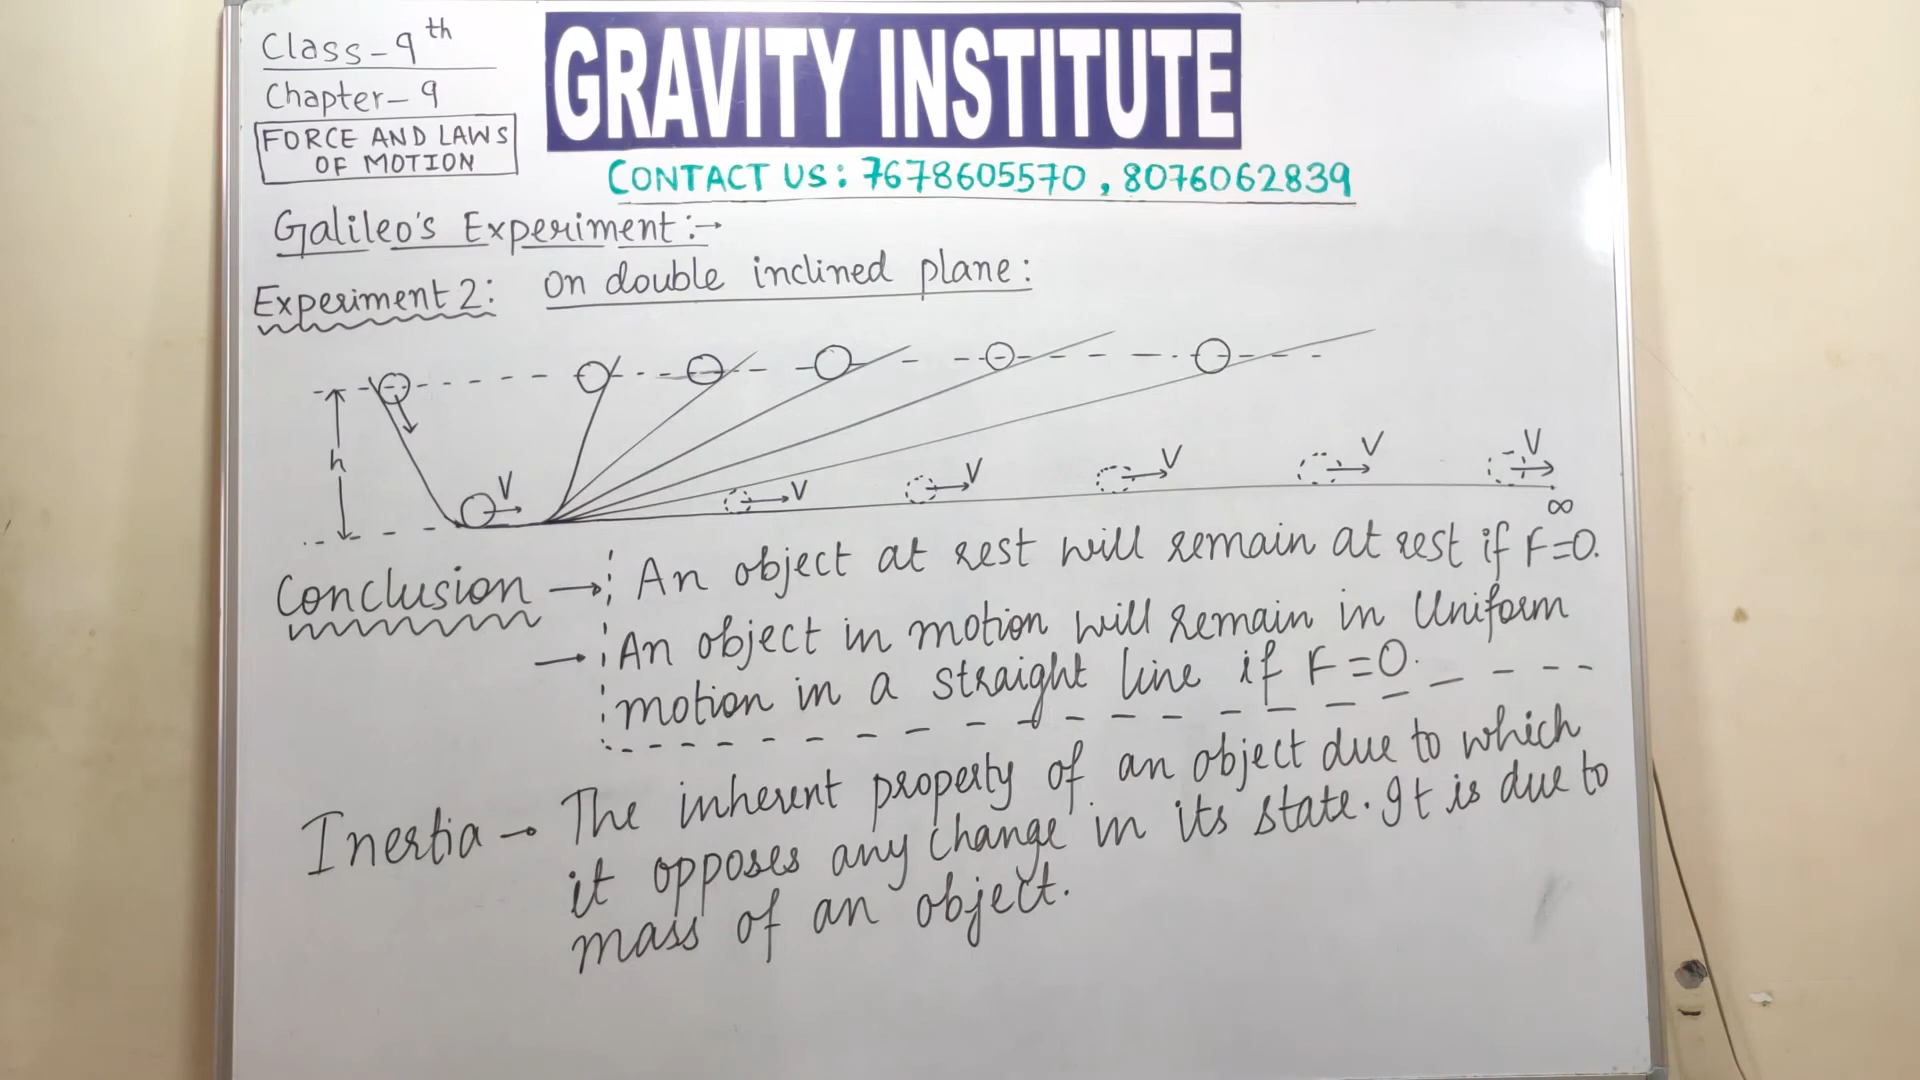 Class-9th
Chapter-9
FORCE AND LAWS
OF MOTION
GRAVITY INSTITUTE
CONTACT US: 7678605570, 8076062839
Galileo's Experiment:→
Experiment 2: On double inclined plane:
h
V
V
V
V
V
V
∞
Conclusion → An object at rest will remain at rest if F=0.
→ An object in motion will remain in Uniform
motion in a straight line if F=0.
Inertia → The inherent property of an object due to which
it opposes any change in its state. It is due to
mass of an object.